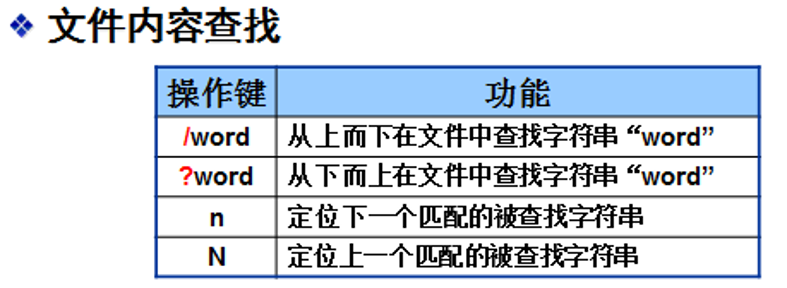 文件内容查找
操作键 功能
/word 从上而下在文件中查找字符串“word”
?word 从下而上在文件中查找字符串“word”
n 定位下一个匹配的被查找字符串
N 定位上一个匹配的被查找字符串